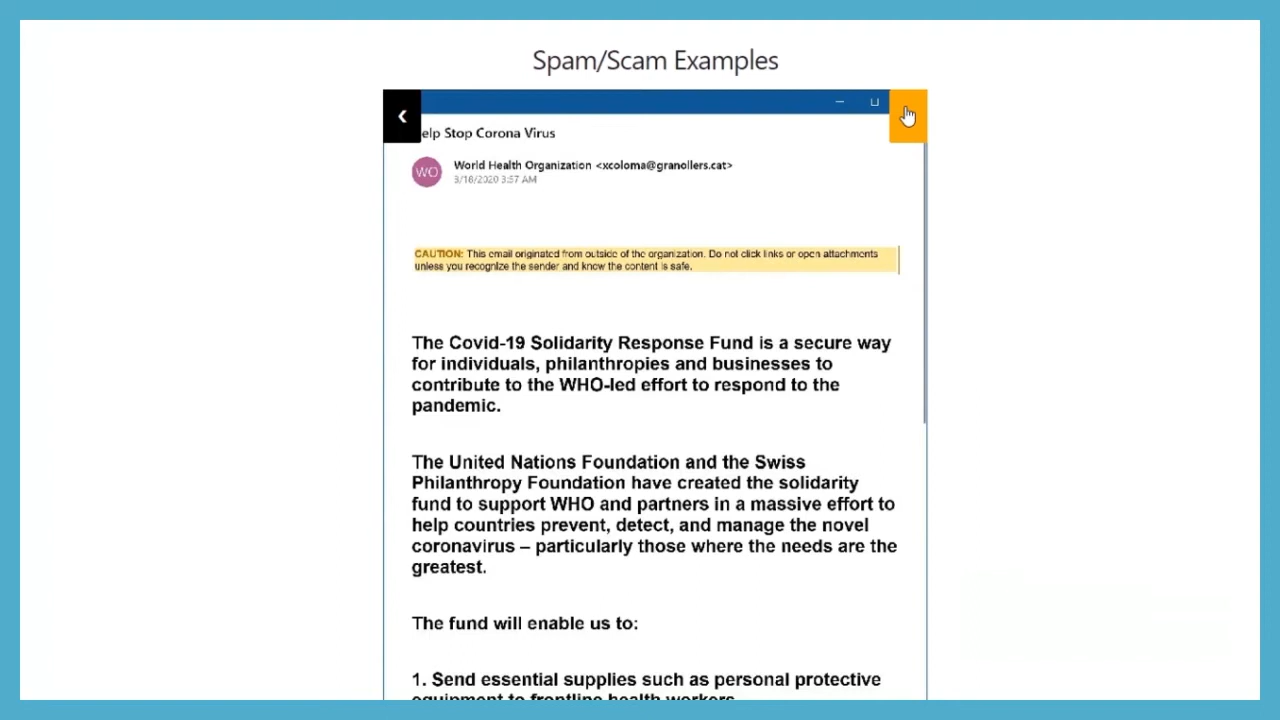 Spam/Scam Examples
elp Stop Corona Virus
WO
World Health Organization <xcoloma@granollers.cat>
3/18/2020 3:57 AM
CAUTION: This email originated from outside of the organization. Do not click links or open attachments
unless you recognize the sender and know the content is safe.
The Covid-19 Solidarity Response Fund is a secure way
for individuals, philanthropies and businesses to
contribute to the WHO-led effort to respond to the
pandemic.
The United Nations Foundation and the Swiss
Philanthropy Foundation have created the solidarity
fund to support WHO and partners in a massive effort to
help countries prevent, detect, and manage the novel
coronavirus – particularly those where the needs are the
greatest.
The fund will enable us to:
1. Send essential supplies such as personal protective
equipment to frontline health workers